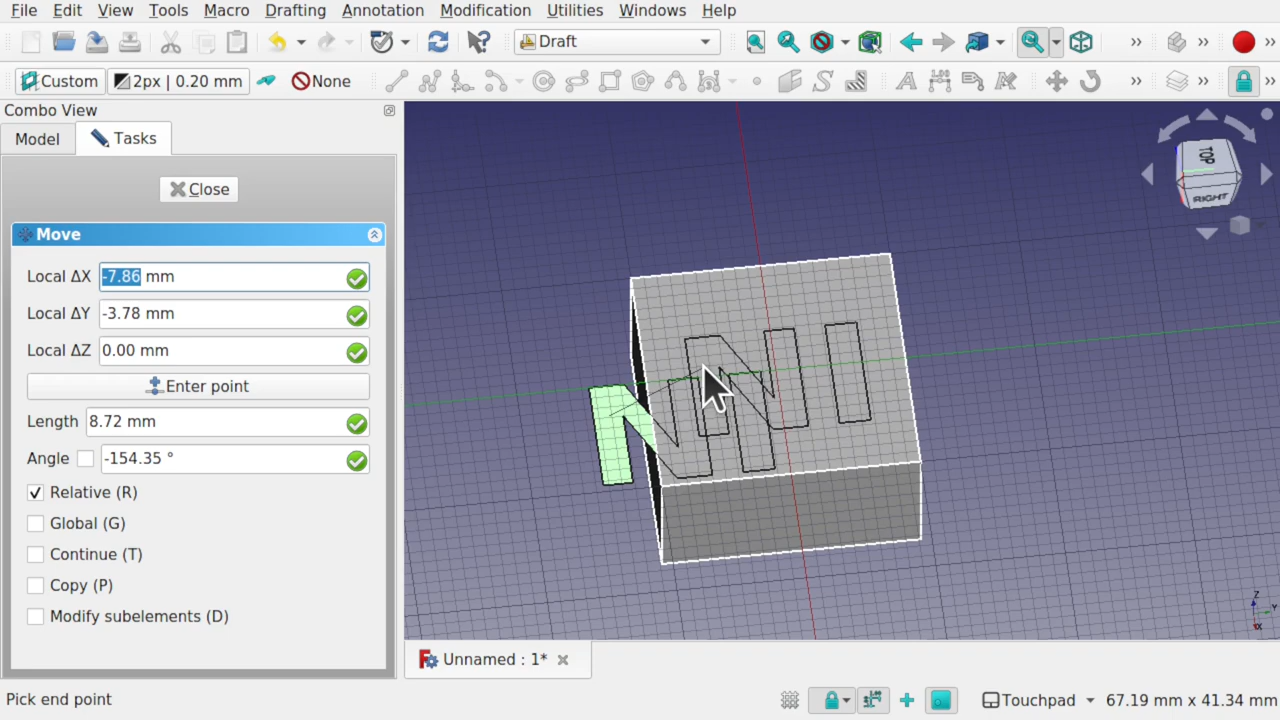 File Edit View Tools Macro Drafting Annotation Modification Utilities Windows Help
Draft
Custom 2px | 0.20 mm None
Combo View
Model Tasks
Close
Move
Local ΔX -7.86 mm
Local ΔY -3.78 mm
Local ΔZ 0.00 mm
Enter point
Length 8.72 mm
Angle -154.35 °
Relative (R)
Global (G)
Continue (T)
Copy (P)
Modify subelements (D)
TOP
RIGHT
Z
Y
X
Unnamed : 1*
Pick end point
Touchpad 67.19 mm x 41.34 mm